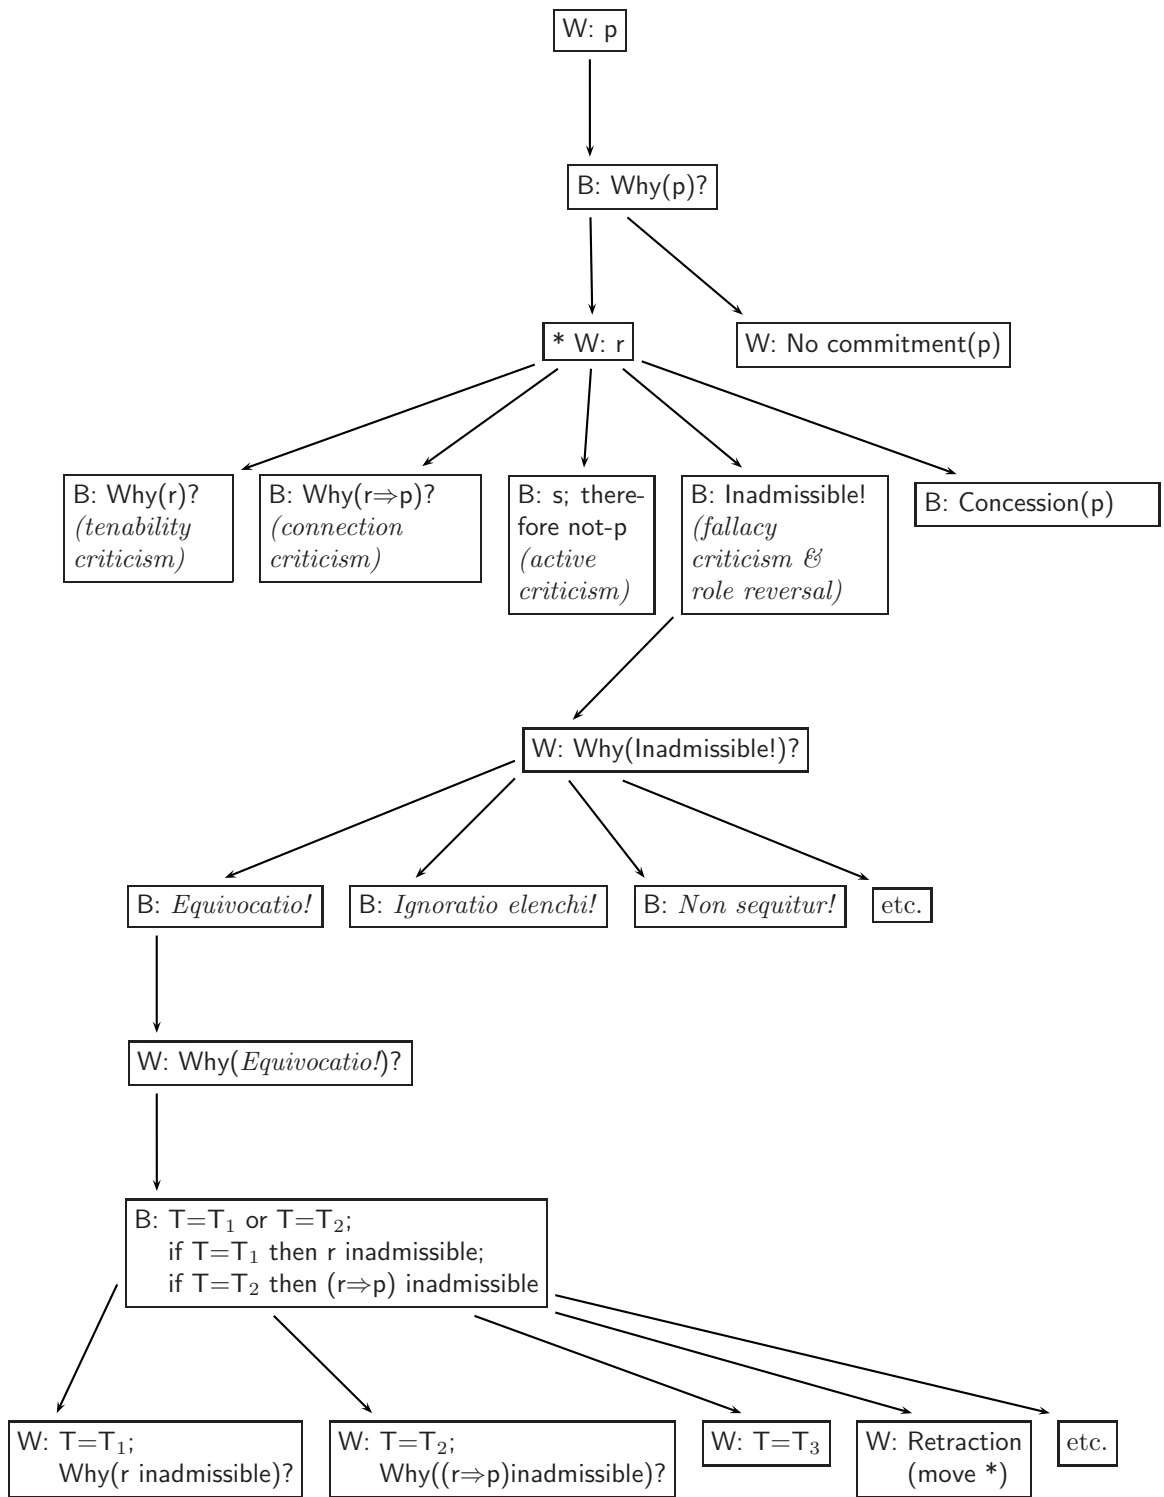 W: p
B: Why(p)?
* W: r
W: No commitment(p)
B: Why(r)?
(tenability
criticism)
B: Why(r⇒p)?
(connection
criticism)
B: s; there-
fore not-p
(active
criticism)
B: Inadmissible!
(fallacy
criticism &
role reversal)
B: Concession(p)
W: Why(Inadmissible!)?
B: Equivocatio!
B: Ignoratio elenchi!
B: Non sequitur!
etc.
W: Why(Equivocatio!)?
B: T=T₁ or T=T₂;
if T=T₁ then r inadmissible;
if T=T₂ then (r⇒p) inadmissible
W: T=T₁;
Why(r inadmissible)?
W: T=T₂;
Why((r⇒p)inadmissible)?
W: T=T₃
W: Retraction
(move *)
etc.